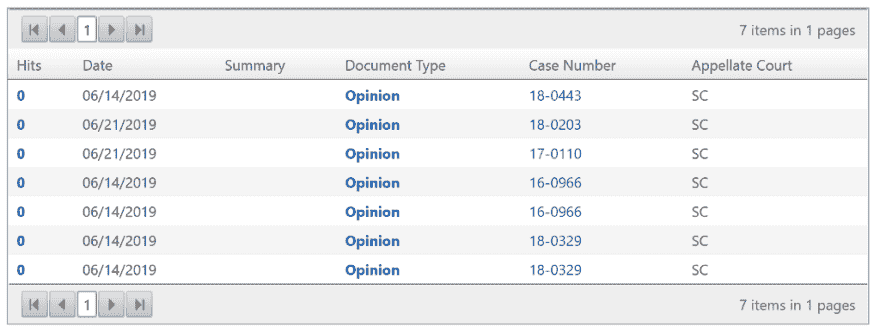 1 7 items in 1 pages
Hits Date Summary Document Type Case Number Appellate Court
0 06/14/2019 Opinion 18-0443 SC
0 06/21/2019 Opinion 18-0203 SC
0 06/21/2019 Opinion 17-0110 SC
0 06/14/2019 Opinion 16-0966 SC
0 06/14/2019 Opinion 16-0966 SC
0 06/14/2019 Opinion 18-0329 SC
0 06/14/2019 Opinion 18-0329 SC
1 7 items in 1 pages